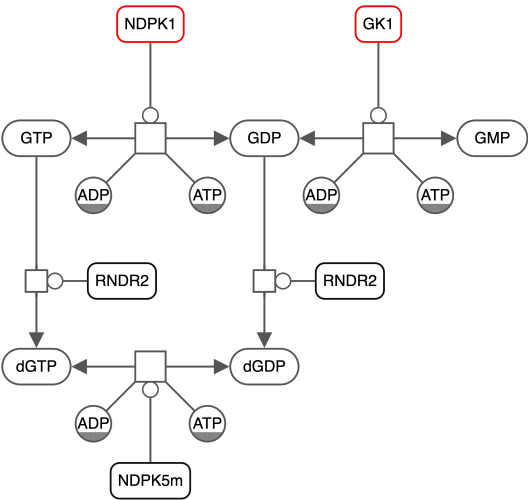 NDPK1
GK1
GTP
GDP
GMP
ADP
ATP
ADP
ATP
RNDR2
RNDR2
dGTP
dGDP
ADP
ATP
NDPK5m